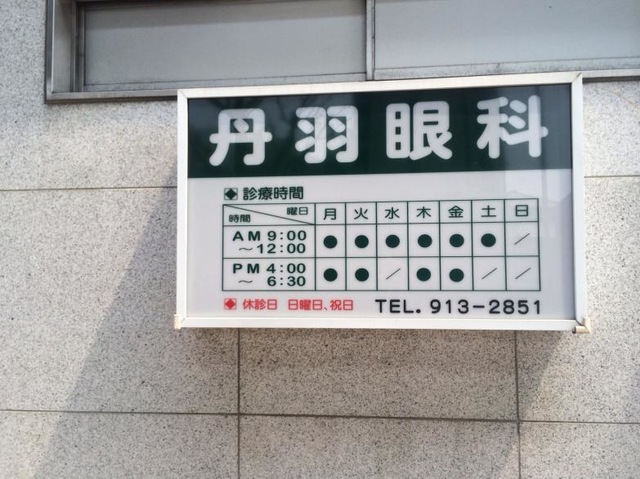 丹羽眼科
◆ 診療時間
曜日 時間 月 火 水 木 金 土 日
AM 9:00 ～12:00 ● ● ● ● ● ● ／
PM 4:00 ～ 6:30 ● ● ／ ● ● ／ ／
◆ 休診日 日曜日、祝日 TEL. 913-2851